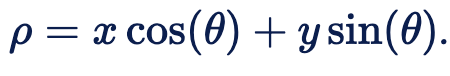 ρ = x cos(θ) + y sin(θ).